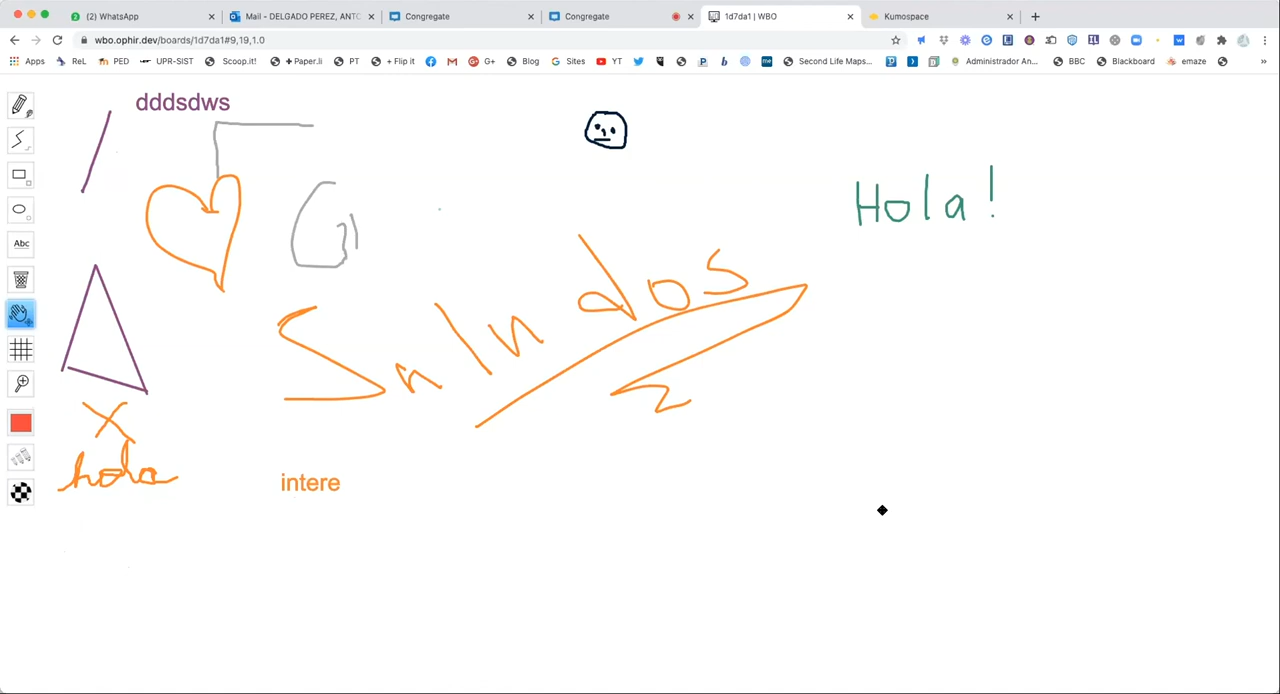 (2) WhatsApp
Mail - DELGADO PEREZ, ANTO
Congregate
Congregate
1d7da1 | WBO
Kumospace
wbo.ophir.dev/boards/1d7da1#9,19,1.0
Apps ReL PED UPR-SIST Scoop.it! + Paper.li PT + Flip it G+ Blog Sites YT Second Life Maps... Administrador An... BBC Blackboard emaze »
dddsdws
Hola!
Abc
hola
intere